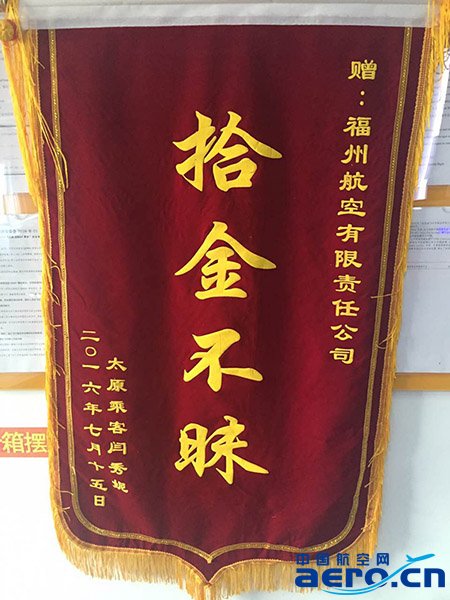 赠：福州航空有限责任公司
拾金不昧
太原乘客闫秀婉
二〇一六年七月十五日
箱摆
中国航空网
aero.cn